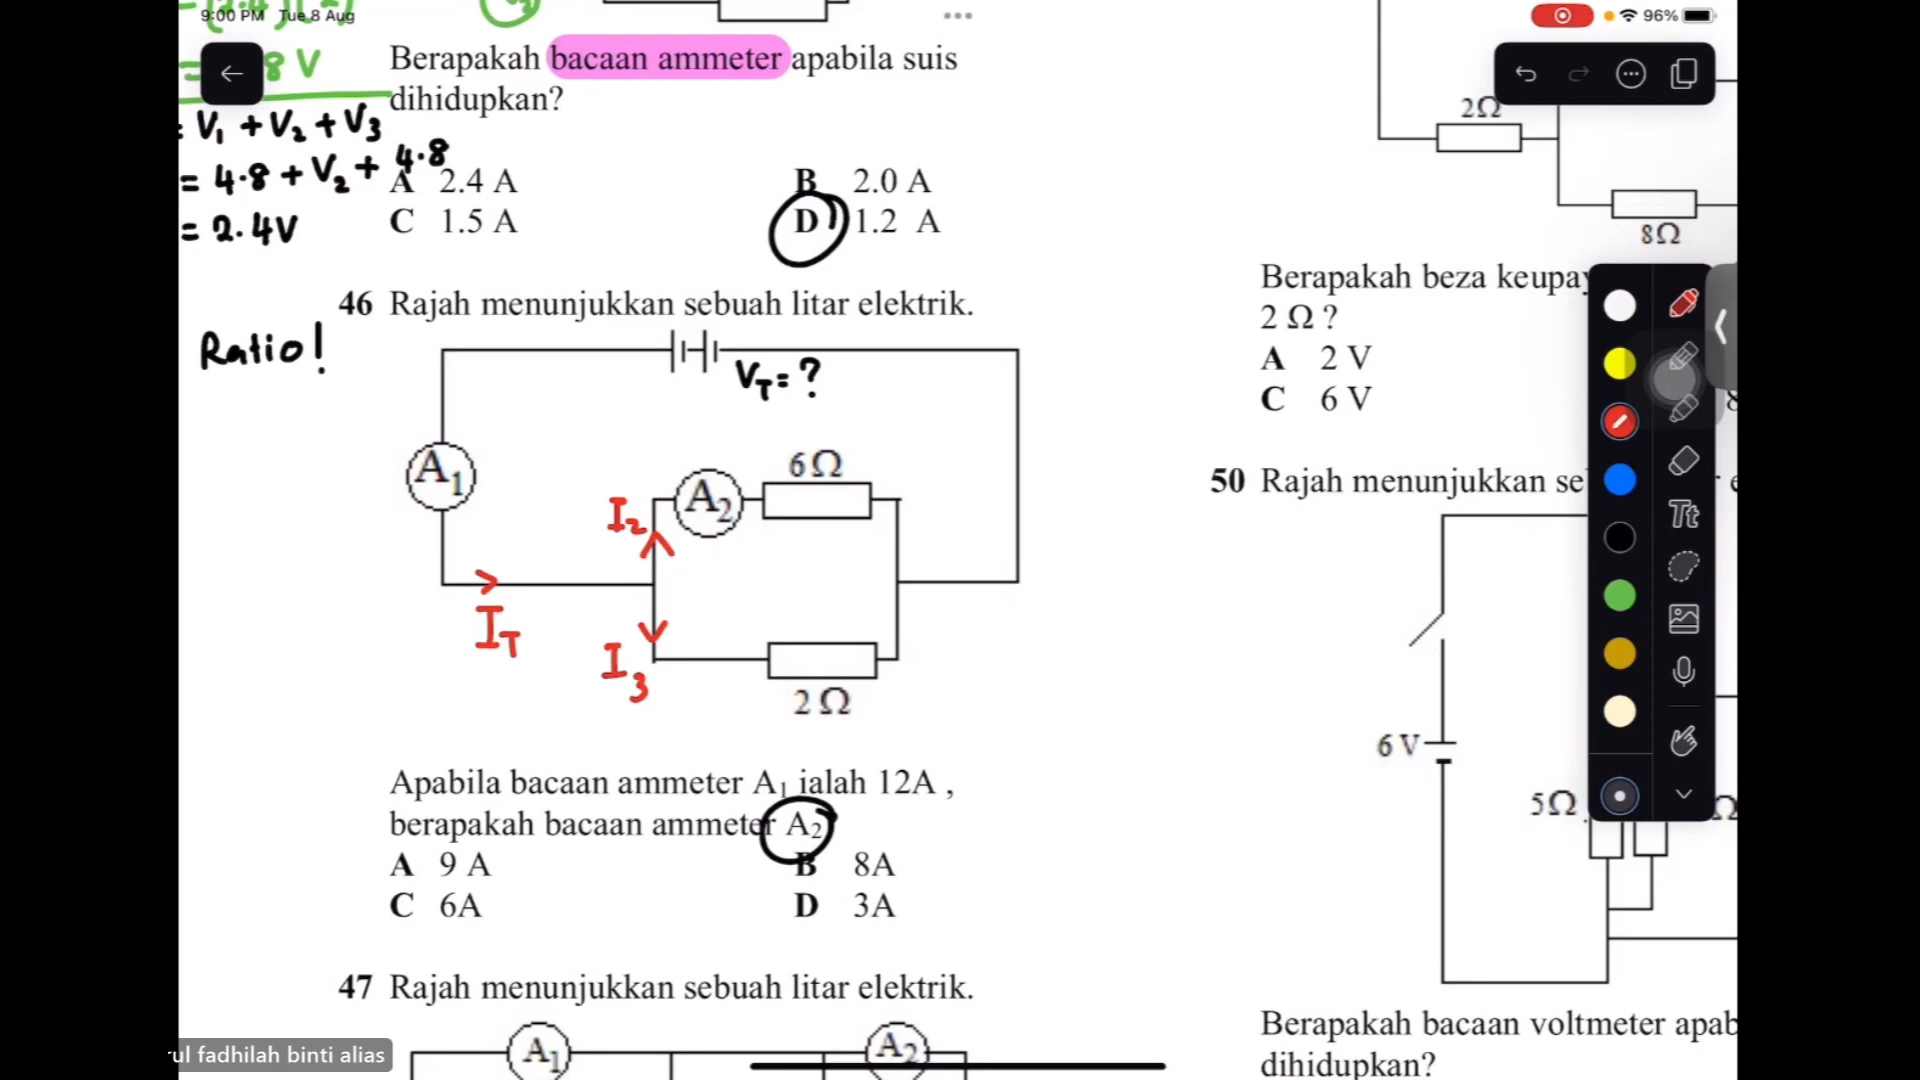 9:00 PM Tue 8 Aug
96%
8 V
= V₁ + V₂ + V₃
= 4.8 + V₂ + 4.8
= 2.4V
Berapakah bacaan ammeter apabila suis
dihidupkan?
A 2.4 A
B 2.0 A
C 1.5 A
D 1.2 A
46 Rajah menunjukkan sebuah litar elektrik.
Ratio!
V_T = ?
A₁
A₂
6Ω
I₂
I_T
I₃
2Ω
Apabila bacaan ammeter A₁ ialah 12A ,
berapakah bacaan ammeter A₂
A 9 A
B 8A
C 6A
D 3A
47 Rajah menunjukkan sebuah litar elektrik.
A₁
A₂
2Ω
8Ω
Berapakah beza
2 Ω ?
A 2 V
C 6 V
50 Rajah menunjukkan
6 V
5Ω
Ω
Berapakah bacaan voltmeter
dihidupkan?
Tt
fadhilah binti alias